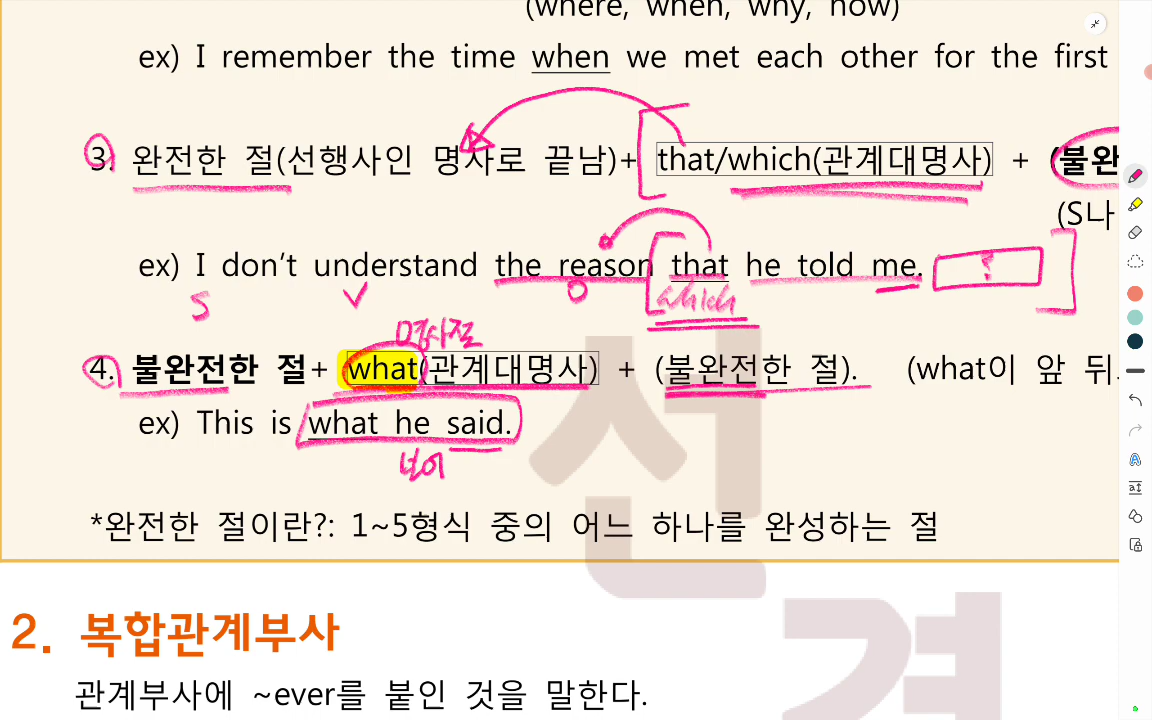 (where, when, why, how)
ex) I remember the time when we met each other for the first
3. 완전한 절(선행사인 명사로 끝남)+ that/which(관계대명사) + (불완
(S나
ex) I don't understand the reason that he told me. ?
S V O which
명사절
4. 불완전한 절+ what(관계대명사) + (불완전한 절). (what이 앞 뒤
ex) This is what he said.
보어
*완전한 절이란?: 1~5형식 중의 어느 하나를 완성하는 절
선
경
2. 복합관계부사
관계부사에 ~ever를 붙인 것을 말한다.